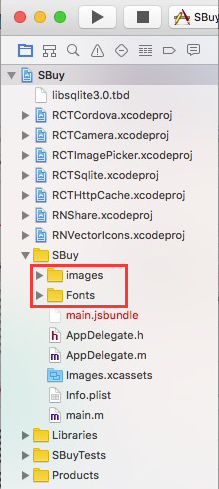 SBuy
SBuy
libsqlite3.0.tbd
RCTCordova.xcodeproj
RCTCamera.xcodeproj
RCTImagePicker.xcodeproj
RCTSqlite.xcodeproj
RCTHttpCache.xcodeproj
RNShare.xcodeproj
RNVectorIcons.xcodeproj
SBuy
images
Fonts
main.jsbundle
h AppDelegate.h
m AppDelegate.m
Images.xcassets
Info.plist
m main.m
Libraries
SBuyTests
Products